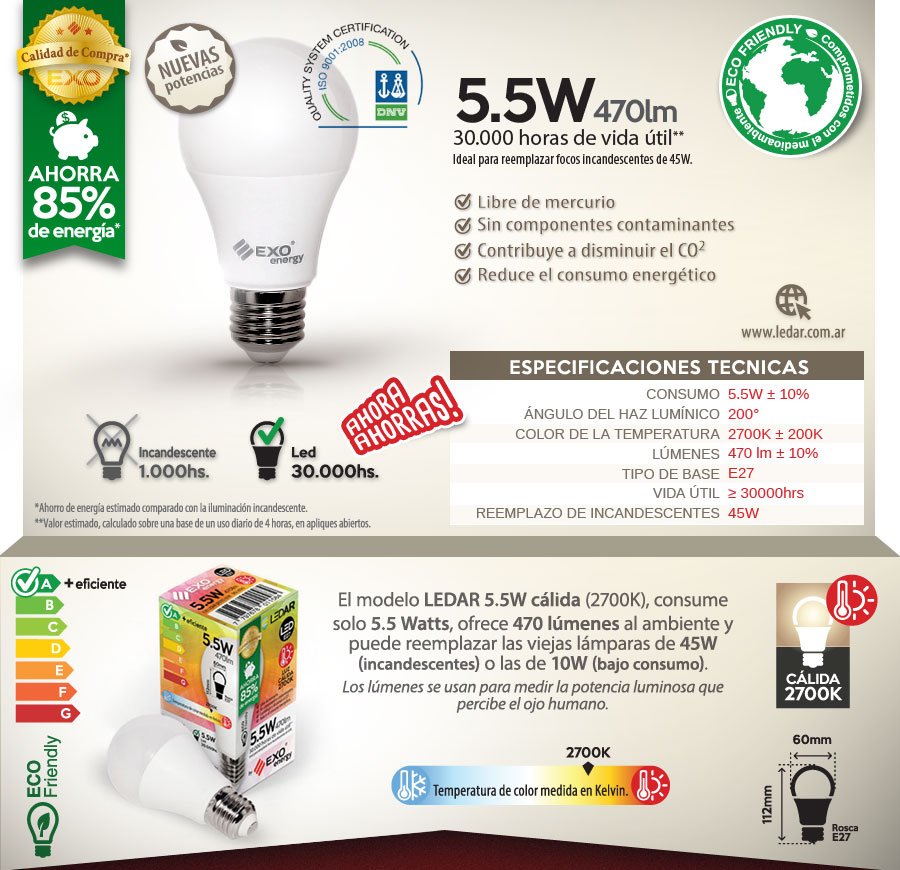 Calidad de Compra*
EXO
AHORRA
85%
de energía*
NUEVAS
potencias
QUALITY SYSTEM CERTIFICATION
ISO 9001:2008
DNV
EXO
energy
5.5W 470lm
30.000 horas de vida útil**
Ideal para reemplazar focos incandescentes de 45W.
ECO FRIENDLY
Comprometidos con el medioambiente
Libre de mercurio
Sin componentes contaminantes
Contribuye a disminuir el CO²
Reduce el consumo energético
www.ledar.com.ar
ESPECIFICACIONES TECNICAS
CONSUMO 5.5W ± 10%
ÁNGULO DEL HAZ LUMÍNICO 200°
COLOR DE LA TEMPERATURA 2700K ± 200K
LÚMENES 470 lm ± 10%
TIPO DE BASE E27
VIDA ÚTIL ≥ 30000hrs
REEMPLAZO DE INCANDESCENTES 45W
AHORA
AHORRAS!
Incandescente
1.000hs.
Led
30.000hs.
*Ahorro de energía estimado comparado con la iluminación incandescente.
**Valor estimado, calculado sobre una base de un uso diario de 4 horas, en apliques abiertos.
A + eficiente
B
C
D
E
F
G
ECO
Friendly
EXO
energy
5.5W
LEDAR
A + eficiente
5.5W
470lm
AHORRA
85%
5.5W 470lm
EXO
energy
El modelo LEDAR 5.5W cálida (2700K), consume
solo 5.5 Watts, ofrece 470 lúmenes al ambiente y
puede reemplazar las viejas lámparas de 45W
(incandescentes) o las de 10W (bajo consumo).
Los lúmenes se usan para medir la potencia luminosa que
percibe el ojo humano.
2700K
Temperatura de color medida en Kelvin.
CÁLIDA
2700K
60mm
112mm
Rosca
E27